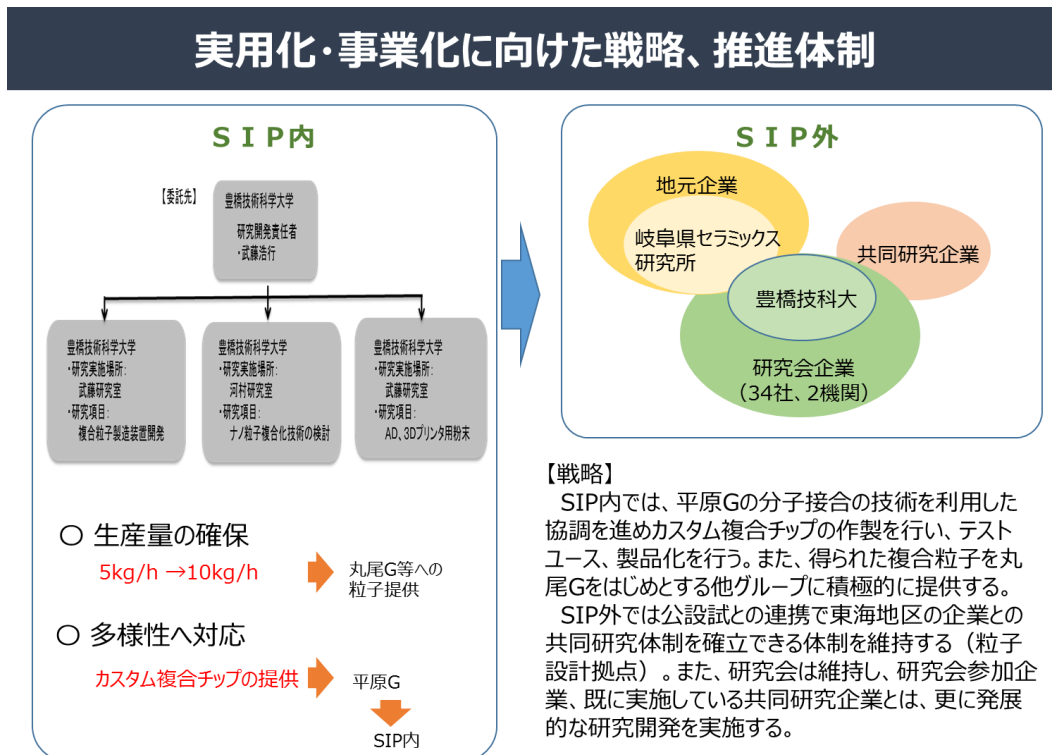 実用化・事業化に向けた戦略、推進体制
ＳＩＰ内
【委託先】
豊橋技術科学大学
研究開発責任者
・武藤浩行
豊橋技術科学大学
・研究実施場所:
武藤研究室
・研究項目:
複合粒子製造装置開発
豊橋技術科学大学
・研究実施場所:
河村研究室
・研究項目:
ナノ粒子複合化技術の検討
豊橋技術科学大学
・研究実施場所:
武藤研究室
・研究項目:
AD、3Dプリンタ用粉末
〇 生産量の確保
5kg/h →10kg/h
丸尾G等への
粒子提供
〇 多様性へ対応
カスタム複合チップの提供
平原G
SIP内
ＳＩＰ外
地元企業
岐阜県セラミックス
研究所
共同研究企業
豊橋技科大
研究会企業
（34社、2機関）
【戦略】
SIP内では、平原Gの分子接合の技術を利用した
協調を進めカスタム複合チップの作製を行い、テスト
ユース、製品化を行う。また、得られた複合粒子を丸
尾Gをはじめとする他グループに積極的に提供する。
SIP外では公設試との連携で東海地区の企業との
共同研究体制を確立できる体制を維持する（粒子
設計拠点）。また、研究会は維持し、研究会参加企
業、既に実施している共同研究企業とは、更に発展
的な研究開発を実施する。